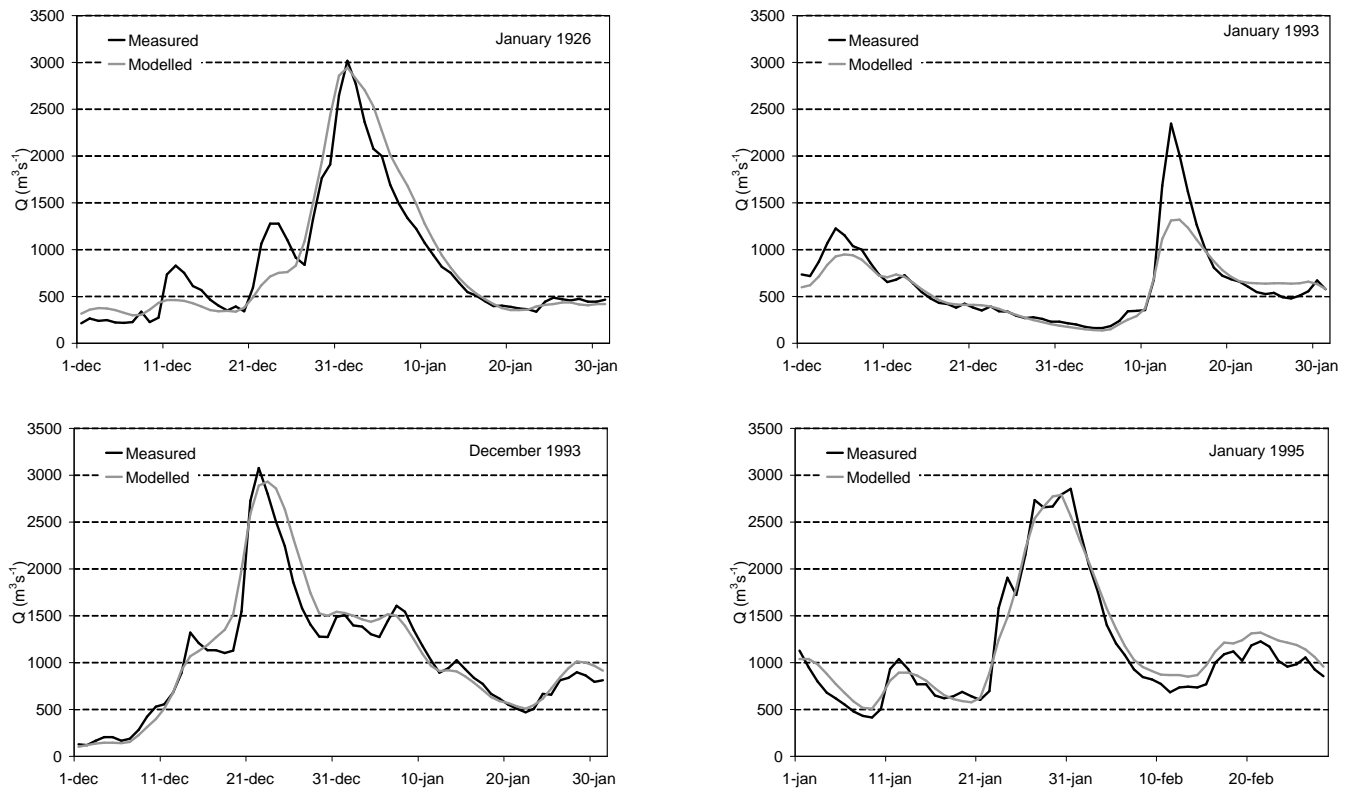 3500
3000
2500
2000
1500
1000
500
0
Q (m³s⁻¹)
Measured
Modelled
January 1926
1-dec 11-dec 21-dec 31-dec 10-jan 20-jan 30-jan
3500
3000
2500
2000
1500
1000
500
0
Q (m³s⁻¹)
Measured
Modelled
January 1993
1-dec 11-dec 21-dec 31-dec 10-jan 20-jan 30-jan
3500
3000
2500
2000
1500
1000
500
0
Q (m³s⁻¹)
Measured
Modelled
December 1993
1-dec 11-dec 21-dec 31-dec 10-jan 20-jan 30-jan
3500
3000
2500
2000
1500
1000
500
0
Q (m³s⁻¹)
Measured
Modelled
January 1995
1-jan 11-jan 21-jan 31-jan 10-feb 20-feb